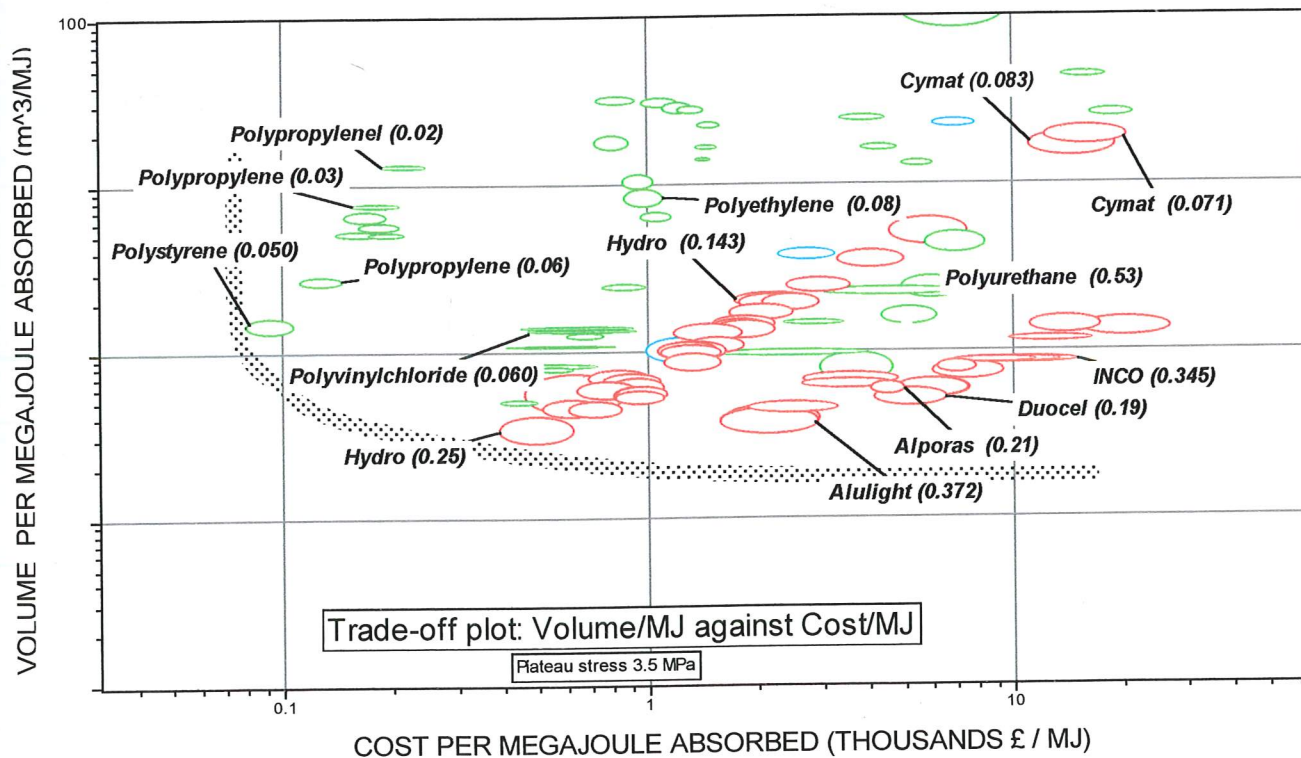 VOLUME PER MEGAJOULE ABSORBED (m^3/MJ)
100
Cymat (0.083)
Polypropylenel (0.02)
Polypropylene (0.03)
Polyethylene (0.08)
Cymat (0.071)
Hydro (0.143)
Polystyrene (0.050)
Polypropylene (0.06)
Polyurethane (0.53)
Polyvinylchloride (0.060)
INCO (0.345)
Duocel (0.19)
Alporas (0.21)
Hydro (0.25)
Alulight (0.372)
Trade-off plot: Volume/MJ against Cost/MJ
Plateau stress 3.5 MPa
0.1
1
10
COST PER MEGAJOULE ABSORBED (THOUSANDS £ / MJ)